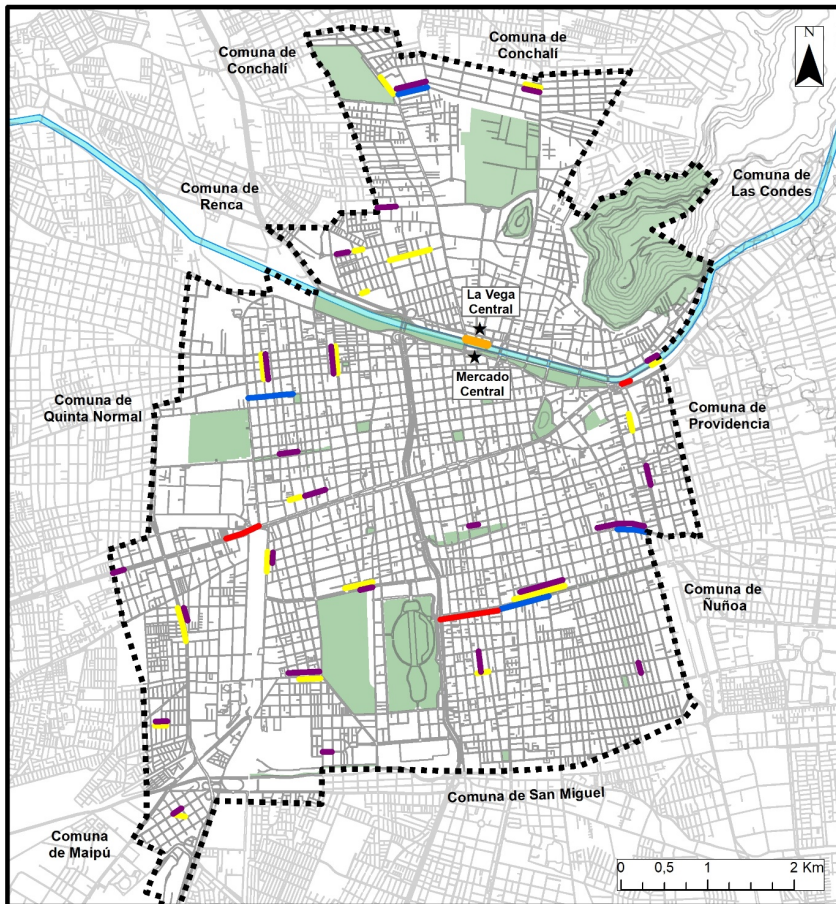 Comuna de
Conchalí
Comuna de
Conchalí
N
Comuna de
Renca
Comuna de
Las Condes
La Vega
Central
Mercado
Central
Comuna de
Quinta Normal
Comuna de
Providencia
Comuna de
Ñuñoa
Comuna de San Miguel
Comuna
de Maipú
0 0,5 1 2 Km